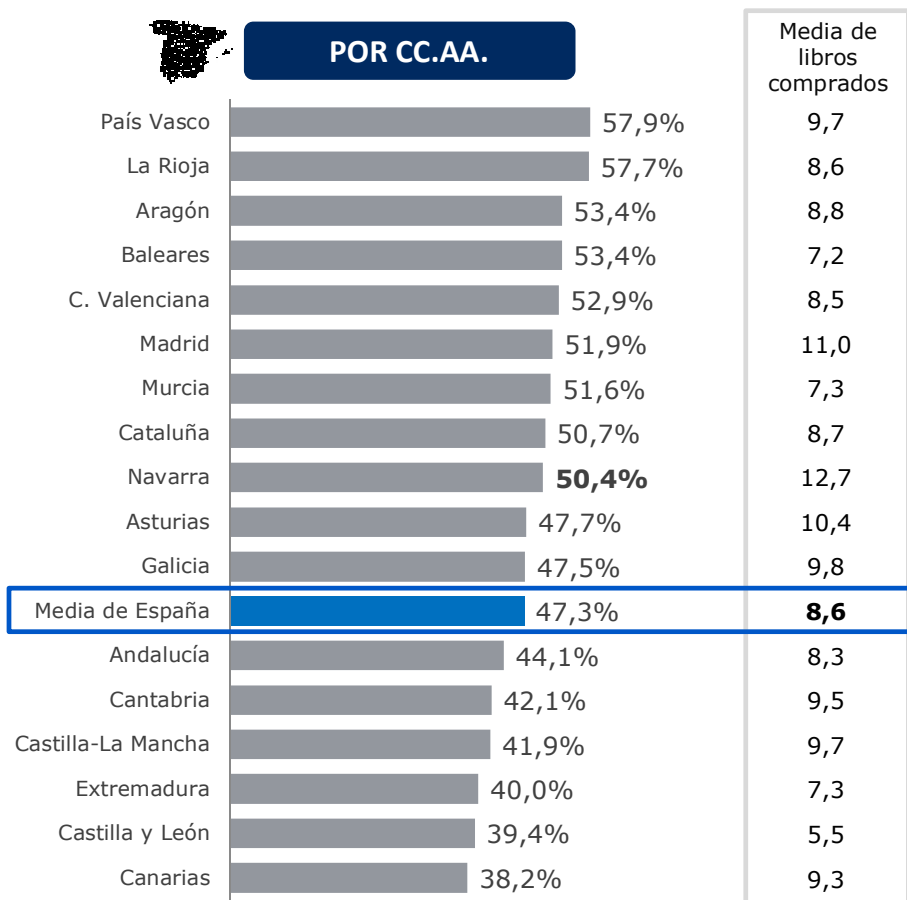 POR CC.AA.
Media de
libros
comprados
País Vasco 57,9% 9,7
La Rioja 57,7% 8,6
Aragón 53,4% 8,8
Baleares 53,4% 7,2
C. Valenciana 52,9% 8,5
Madrid 51,9% 11,0
Murcia 51,6% 7,3
Cataluña 50,7% 8,7
Navarra 50,4% 12,7
Asturias 47,7% 10,4
Galicia 47,5% 9,8
Media de España 47,3% 8,6
Andalucía 44,1% 8,3
Cantabria 42,1% 9,5
Castilla-La Mancha 41,9% 9,7
Extremadura 40,0% 7,3
Castilla y León 39,4% 5,5
Canarias 38,2% 9,3